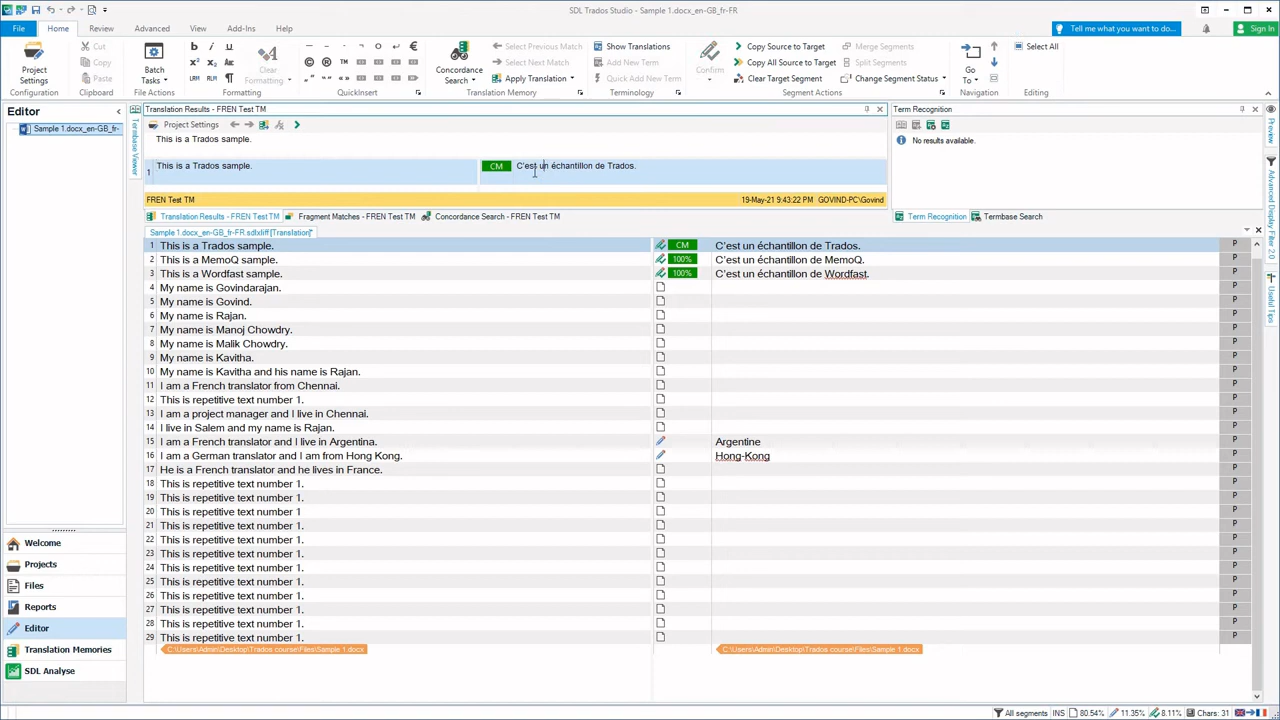 SDL Trados Studio - Sample 1.docx_en-GB_fr-FR
File Home Review Advanced View Add-Ins Help Tell me what you want to do... Sign In
Project Settings
Configuration
Cut
Copy
Paste
Clipboard
Batch Tasks
File Actions
Clear Formatting
Formatting
QuickInsert
Concordance Search
Select Previous Match
Select Next Match
Apply Translation
Translation Memory
Show Translations
Add New Term
Quick Add New Term
Terminology
Confirm
Copy Source to Target
Copy All Source to Target
Clear Target Segment
Merge Segments
Split Segments
Change Segment Status
Segment Actions
Go To
Navigation
Select All
Editing
Editor
Sample 1.docx_en-GB_fr-
Termbase Viewer
Translation Results - FREN Test TM
Project Settings
This is a Trados sample.
1 This is a Trados sample. CM C'est un échantillon de Trados.
FREN Test TM 19-May-21 9:43:22 PM GOVIND-PC\Govind
Translation Results - FREN Test TM Fragment Matches - FREN Test TM Concordance Search - FREN Test TM
Term Recognition
No results available.
Term Recognition Termbase Search
Preview
Advanced Display Filter 2.0
Useful Tips
Sample 1.docx_en-GB_fr-FR.sdlxliff [Translation]*
1 This is a Trados sample. CM C'est un échantillon de Trados. P
2 This is a MemoQ sample. 100% C'est un échantillon de MemoQ. P
3 This is a Wordfast sample. 100% C'est un échantillon de Wordfast. P
4 My name is Govindarajan. P
5 My name is Govind. P
6 My name is Rajan. P
7 My name is Manoj Chowdry. P
8 My name is Malik Chowdry. P
9 My name is Kavitha. P
10 My name is Kavitha and his name is Rajan. P
11 I am a French translator from Chennai. P
12 This is repetitive text number 1. P
13 I am a project manager and I live in Chennai. P
14 I live in Salem and my name is Rajan. P
15 I am a French translator and I live in Argentina. Argentine P
16 I am a German translator and I am from Hong Kong. Hong-Kong P
17 He is a French translator and he lives in France. P
18 This is repetitive text number 1. P
19 This is repetitive text number 1. P
20 This is repetitive text number 1 P
21 This is repetitive text number 1. P
22 This is repetitive text number 1. P
23 This is repetitive text number 1. P
24 This is repetitive text number 1. P
25 This is repetitive text number 1. P
26 This is repetitive text number 1. P
27 This is repetitive text number 1. P
28 This is repetitive text number 1. P
29 This is repetitive text number 1. P
C:\Users\Admin\Desktop\Trados course\Files\Sample 1.docx C:\Users\Admin\Desktop\Trados course\Files\Sample 1.docx
Welcome
Projects
Files
Reports
Editor
Translation Memories
SDL Analyse
All segments INS 80.54% 11.35% 8.11% Chars: 31